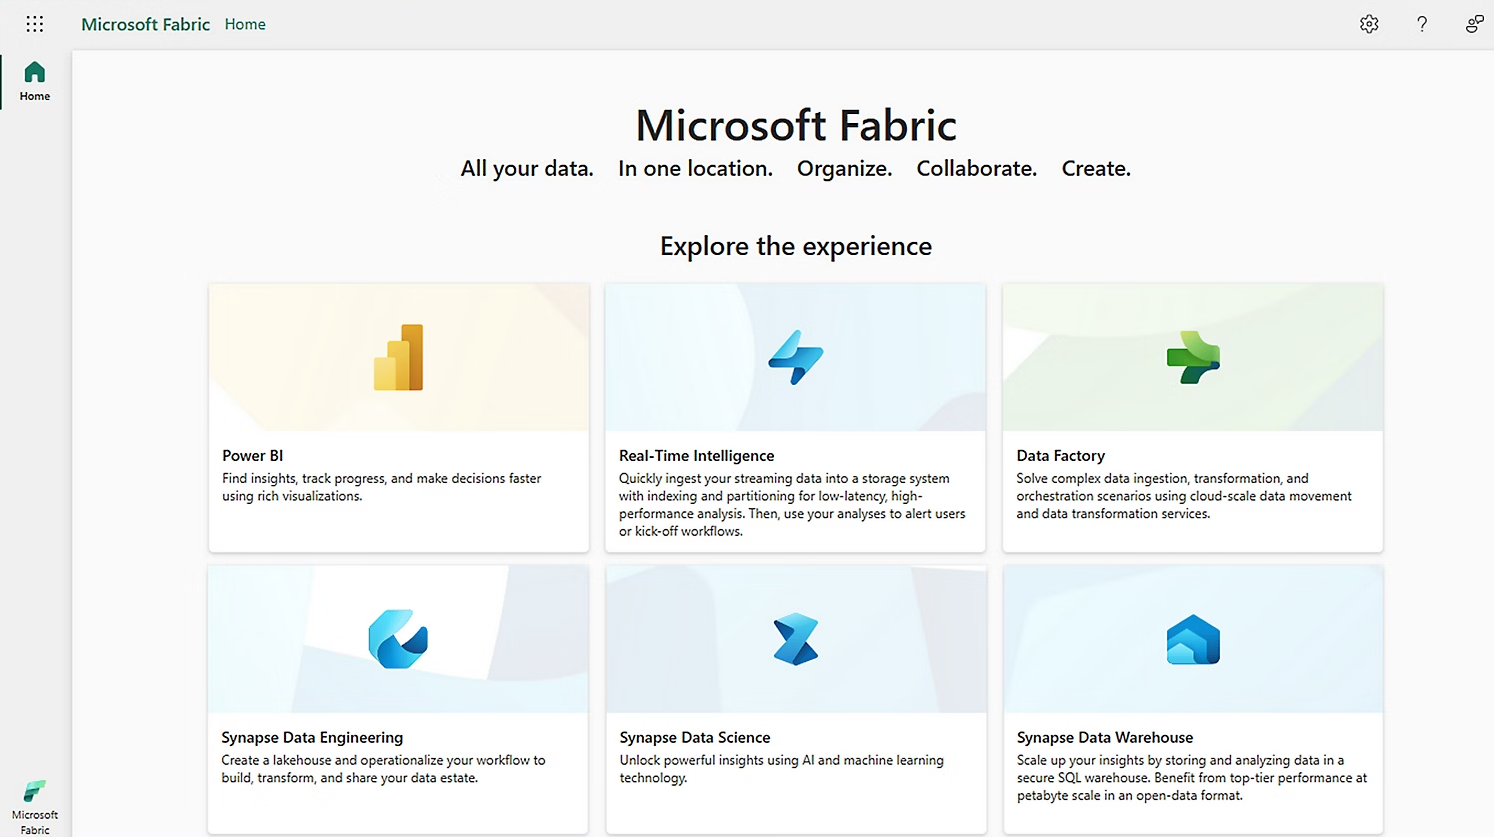 Microsoft Fabric Home
Home
Microsoft Fabric
All your data. In one location. Organize. Collaborate. Create.
Explore the experience
Power BI
Find insights, track progress, and make decisions faster
using rich visualizations.
Real-Time Intelligence
Quickly ingest your streaming data into a storage system
with indexing and partitioning for low-latency, high-
performance analysis. Then, use your analyses to alert users
or kick-off workflows.
Data Factory
Solve complex data ingestion, transformation, and
orchestration scenarios using cloud-scale data movement
and data transformation services.
Synapse Data Engineering
Create a lakehouse and operationalize your workflow to
build, transform, and share your data estate.
Synapse Data Science
Unlock powerful insights using AI and machine learning
technology.
Synapse Data Warehouse
Scale up your insights by storing and analyzing data in a
secure SQL warehouse. Benefit from top-tier performance at
petabyte scale in an open-data format.
Microsoft
Fabric